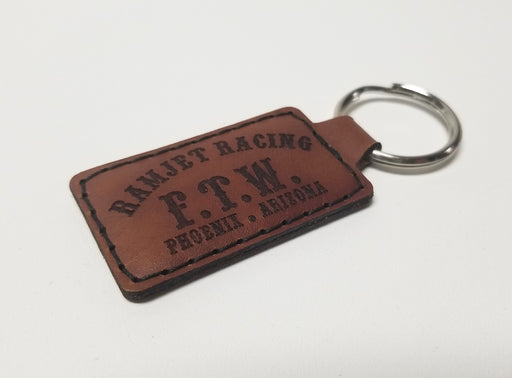 RAMJET RACING
F.T.W.
PHOENIX . ARIZONA